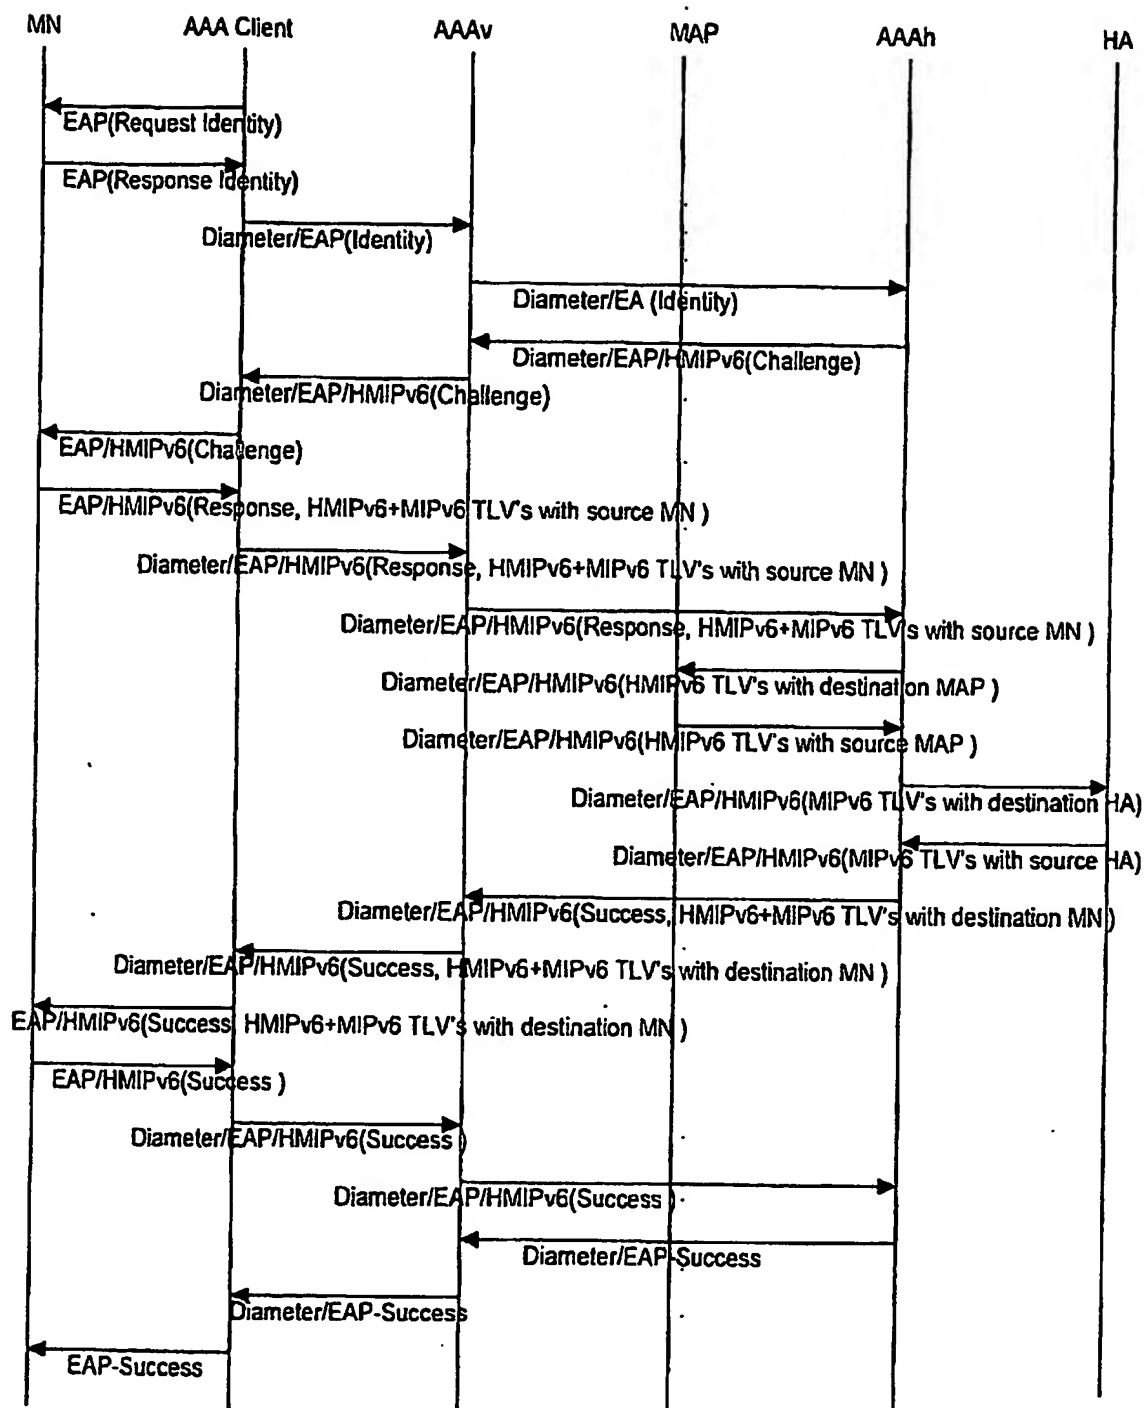 MN
AAA Client
AAAv
MAP
AAAh
HA
EAP(Request Identity)
EAP(Response Identity)
Diameter/EAP(Identity)
Diameter/EA (Identity)
Diameter/EAP/HMIPv6(Challenge)
Diameter/EAP/HMIPv6(Challenge)
EAP/HMIPv6(Challenge)
EAP/HMIPv6(Response, HMIPv6+MIPv6 TLV's with source MN )
Diameter/EAP/HMIPv6(Response, HMIPv6+MIPv6 TLV's with source MN )
Diameter/EAP/HMIPv6(Response, HMIPv6+MIPv6 TLV's with source MN )
Diameter/EAP/HMIPv6(HMIPv6 TLV's with destination MAP )
Diameter/EAP/HMIPv6(HMIPv6 TLV's with source MAP )
Diameter/EAP/HMIPv6(MIPv6 TLV's with destination HA)
Diameter/EAP/HMIPv6(MIPv6 TLV's with source HA)
Diameter/EAP/HMIPv6(Success, HMIPv6+MIPv6 TLV's with destination MN )
Diameter/EAP/HMIPv6(Success, HMIPv6+MIPv6 TLV's with destination MN )
EAP/HMIPv6(Success, HMIPv6+MIPv6 TLV's with destination MN )
EAP/HMIPv6(Success )
Diameter/EAP/HMIPv6(Success )
Diameter/EAP/HMIPv6(Success )
Diameter/EAP-Success
Diameter/EAP-Success
EAP-Success